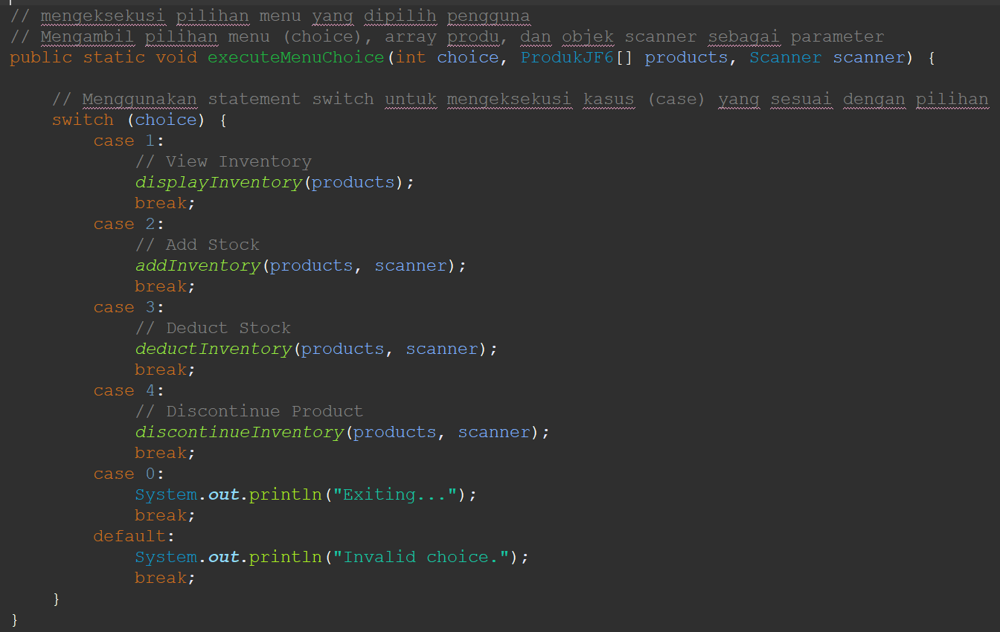 // mengeksekusi pilihan menu yang dipilih pengguna
// Mengambil pilihan menu (choice), array produ, dan objek scanner sebagai parameter
public static void executeMenuChoice(int choice, ProdukJF6[] products, Scanner scanner) {
    // Menggunakan statement switch untuk mengeksekusi kasus (case) yang sesuai dengan pilihan
    switch (choice) {
        case 1:
            // View Inventory
            displayInventory(products);
            break;
        case 2:
            // Add Stock
            addInventory(products, scanner);
            break;
        case 3:
            // Deduct Stock
            deductInventory(products, scanner);
            break;
        case 4:
            // Discontinue Product
            discontinueInventory(products, scanner);
            break;
        case 0:
            System.out.println("Exiting...");
            break;
        default:
            System.out.println("Invalid choice.");
            break;
    }
}